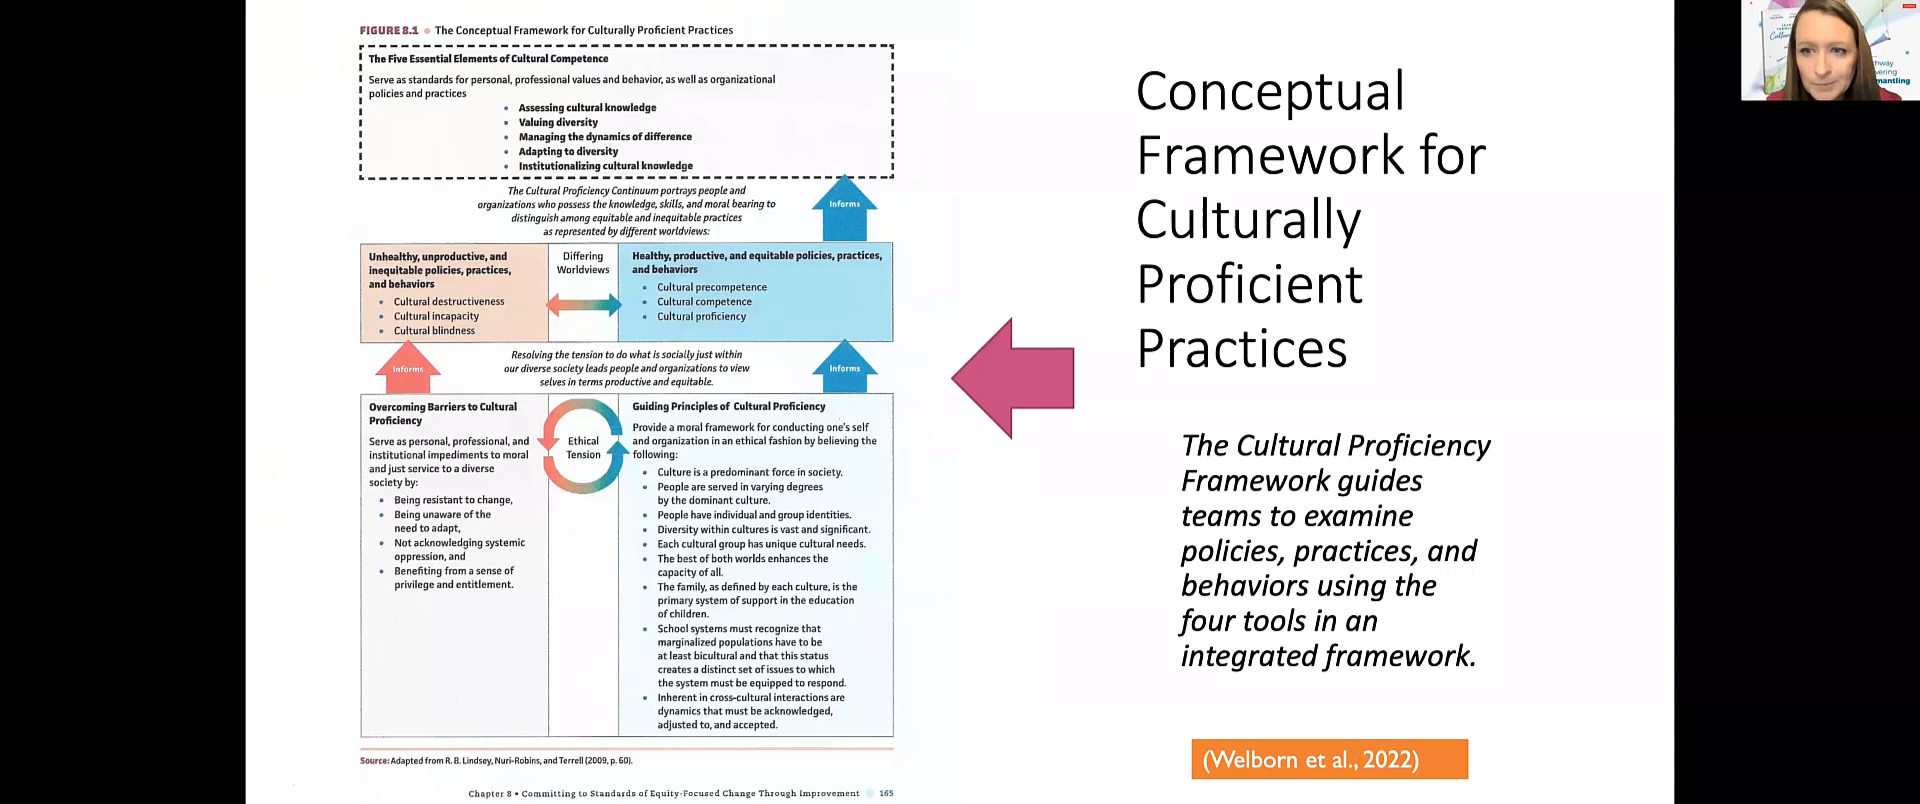 FIGURE 8.1 • The Conceptual Framework for Culturally Proficient Practices
The Five Essential Elements of Cultural Competence
Serve as standards for personal, professional values and behavior, as well as organizational
policies and practices
• Assessing cultural knowledge
• Valuing diversity
• Managing the dynamics of difference
• Adapting to diversity
• Institutionalizing cultural knowledge
The Cultural Proficiency Continuum portrays people and
organizations who possess the knowledge, skills, and moral bearing to
distinguish among equitable and inequitable practices
as represented by different worldviews:
Informs
Unhealthy, unproductive, and
inequitable policies, practices,
and behaviors
• Cultural destructiveness
• Cultural incapacity
• Cultural blindness
Differing
Worldviews
Healthy, productive, and equitable policies, practices,
and behaviors
• Cultural precompetence
• Cultural competence
• Cultural proficiency
Informs
Resolving the tension to do what is socially just within
our diverse society leads people and organizations to view
selves in terms productive and equitable.
Informs
Overcoming Barriers to Cultural
Proficiency
Serve as personal, professional, and
institutional impediments to moral
and just service to a diverse
society by:
• Being resistant to change,
• Being unaware of the
need to adapt,
• Not acknowledging systemic
oppression, and
• Benefiting from a sense of
privilege and entitlement.
Ethical
Tension
Guiding Principles of Cultural Proficiency
Provide a moral framework for conducting one's self
and organization in an ethical fashion by believing the
following:
• Culture is a predominant force in society.
• People are served in varying degrees
by the dominant culture.
• People have individual and group identities.
• Diversity within cultures is vast and significant.
• Each cultural group has unique cultural needs.
• The best of both worlds enhances the
capacity of all.
• The family, as defined by each culture, is the
primary system of support in the education
of children.
• School systems must recognize that
marginalized populations have to be
at least bicultural and that this status
creates a distinct set of issues to which
the system must be equipped to respond.
• Inherent in cross-cultural interactions are
dynamics that must be acknowledged,
adjusted to, and accepted.
Source: Adapted from R. B. Lindsey, Nuri-Robins, and Terrell (2009, p. 60).
Chapter 8 • Committing to Standards of Equity-Focused Change Through Improvement 165
Conceptual
Framework for
Culturally
Proficient
Practices
The Cultural Proficiency
Framework guides
teams to examine
policies, practices, and
behaviors using the
four tools in an
integrated framework.
(Welborn et al., 2022)
hway
vering
mantling